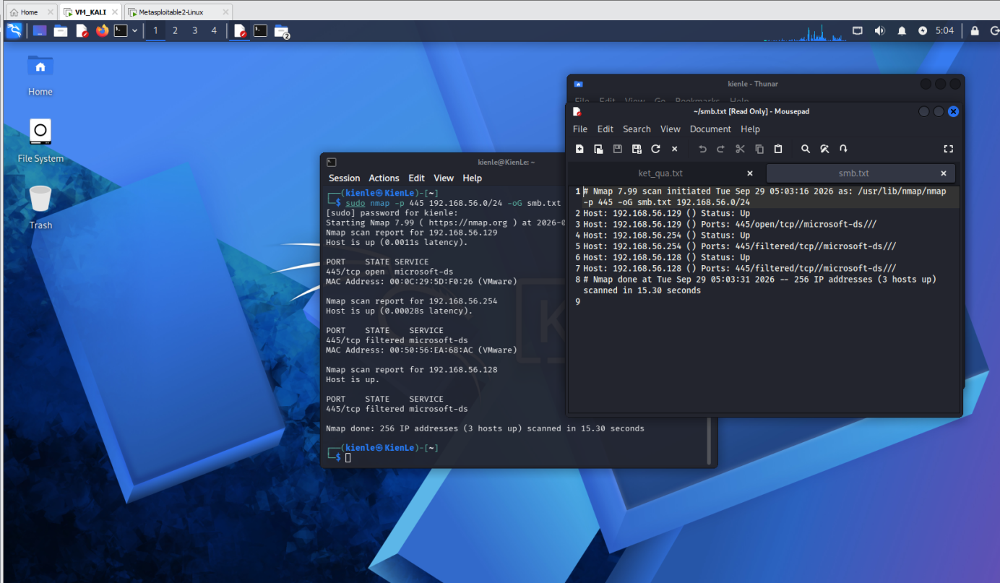 Home
VM_KALI
Metasploitable2-Linux
1 2 3 4
2
5:04
Home
File System
Trash
kienle@KienLe: ~
Session Actions Edit View Help
(kienle㉿KienLe)-[~]
$ sudo nmap -p 445 192.168.56.0/24 -oG smb.txt
[sudo] password for kienle:
Starting Nmap 7.99 ( https://nmap.org ) at 2026-0
Nmap scan report for 192.168.56.129
Host is up (0.0011s latency).
PORT STATE SERVICE
445/tcp open microsoft-ds
MAC Address: 00:0C:29:5D:F0:26 (VMware)
Nmap scan report for 192.168.56.254
Host is up (0.00028s latency).
PORT STATE SERVICE
445/tcp filtered microsoft-ds
MAC Address: 00:50:56:EA:68:AC (VMware)
Nmap scan report for 192.168.56.128
Host is up.
PORT STATE SERVICE
445/tcp filtered microsoft-ds
Nmap done: 256 IP addresses (3 hosts up) scanned in 15.30 seconds
(kienle㉿KienLe)-[~]
$
kienle - Thunar
File Edit View Go Bookmarks Help
~/smb.txt [Read Only] - Mousepad
File Edit Search View Document Help
ket_qua.txt
smb.txt
1 # Nmap 7.99 scan initiated Tue Sep 29 05:03:16 2026 as: /usr/lib/nmap/nmap
-p 445 -oG smb.txt 192.168.56.0/24
2 Host: 192.168.56.129 () Status: Up
3 Host: 192.168.56.129 () Ports: 445/open/tcp//microsoft-ds///
4 Host: 192.168.56.254 () Status: Up
5 Host: 192.168.56.254 () Ports: 445/filtered/tcp//microsoft-ds///
6 Host: 192.168.56.128 () Status: Up
7 Host: 192.168.56.128 () Ports: 445/filtered/tcp//microsoft-ds///
8 # Nmap done at Tue Sep 29 05:03:31 2026 -- 256 IP addresses (3 hosts up)
scanned in 15.30 seconds
9